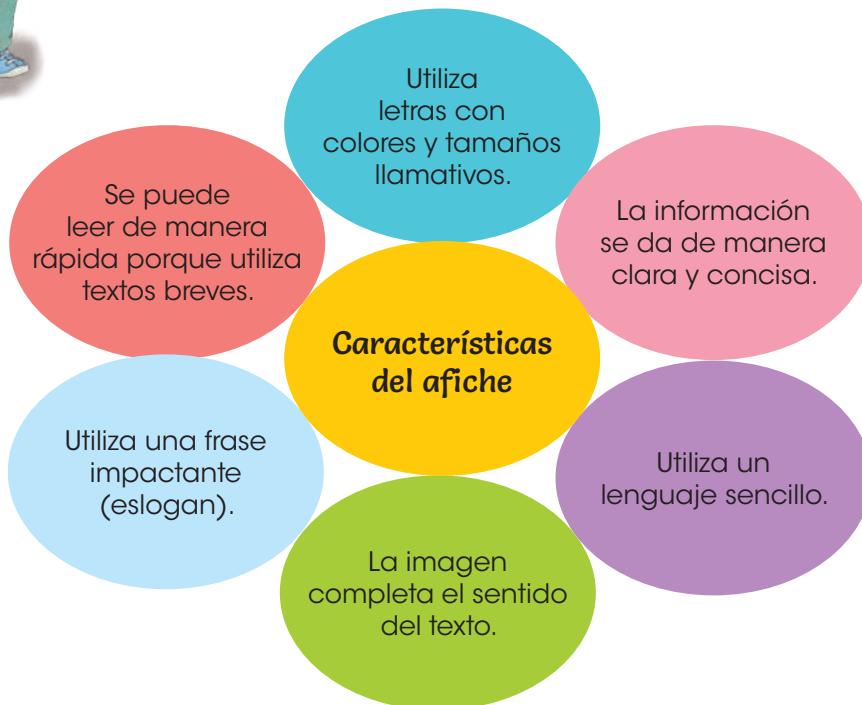 Utiliza
letras con
colores y tamaños
llamativos.
Se puede
leer de manera
rápida porque utiliza
textos breves.
La información
se da de manera
clara y concisa.
Características
del afiche
Utiliza una frase
impactante
(eslogan).
Utiliza un
lenguaje sencillo.
La imagen
completa el sentido
del texto.